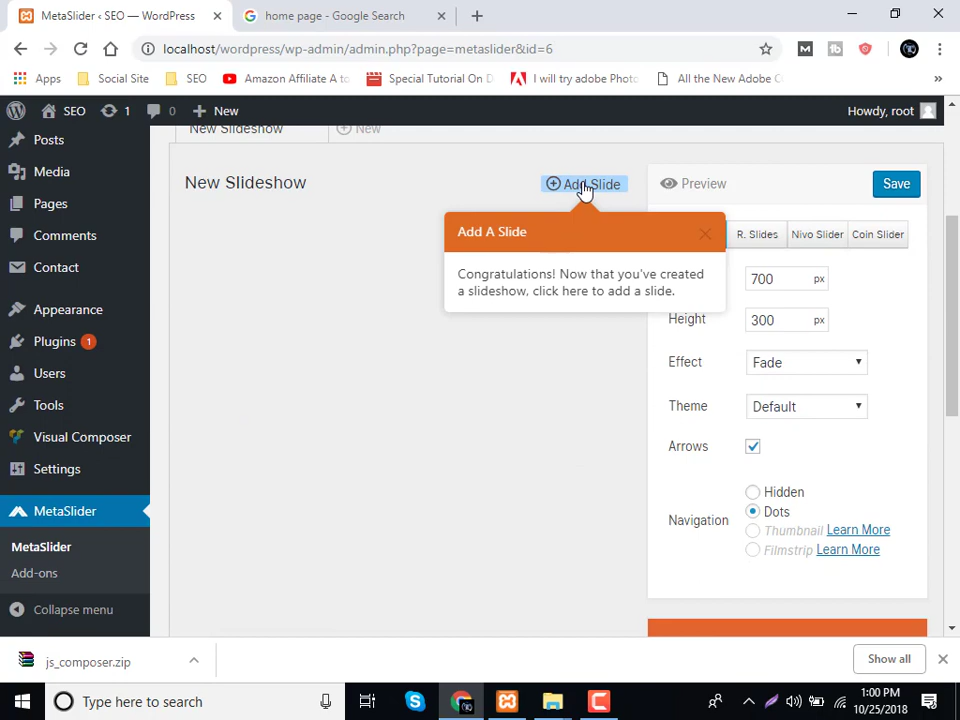 MetaSlider ‹ SEO — WordPress
home page - Google Search
localhost/wordpress/wp-admin/admin.php?page=metaslider&id=6
Apps
Social Site
SEO
Amazon Affiliate A to
Special Tutorial On D
I will try adobe Photo
All the New Adobe C
»
SEO
1
0
New
Howdy, root
Posts
Media
Pages
Comments
Contact
Appearance
Plugins 1
Users
Tools
Visual Composer
Settings
MetaSlider
MetaSlider
Add-ons
Collapse menu
New Slideshow
New
New Slideshow
Add Slide
Add A Slide
Congratulations! Now that you've created
a slideshow, click here to add a slide.
Preview
Save
R. Slides
Nivo Slider
Coin Slider
700 px
Height
300 px
Effect
Fade
Theme
Default
Arrows
Navigation
Hidden
Dots
Thumbnail Learn More
Filmstrip Learn More
js_composer.zip
Show all
Type here to search
1:00 PM
10/25/2018